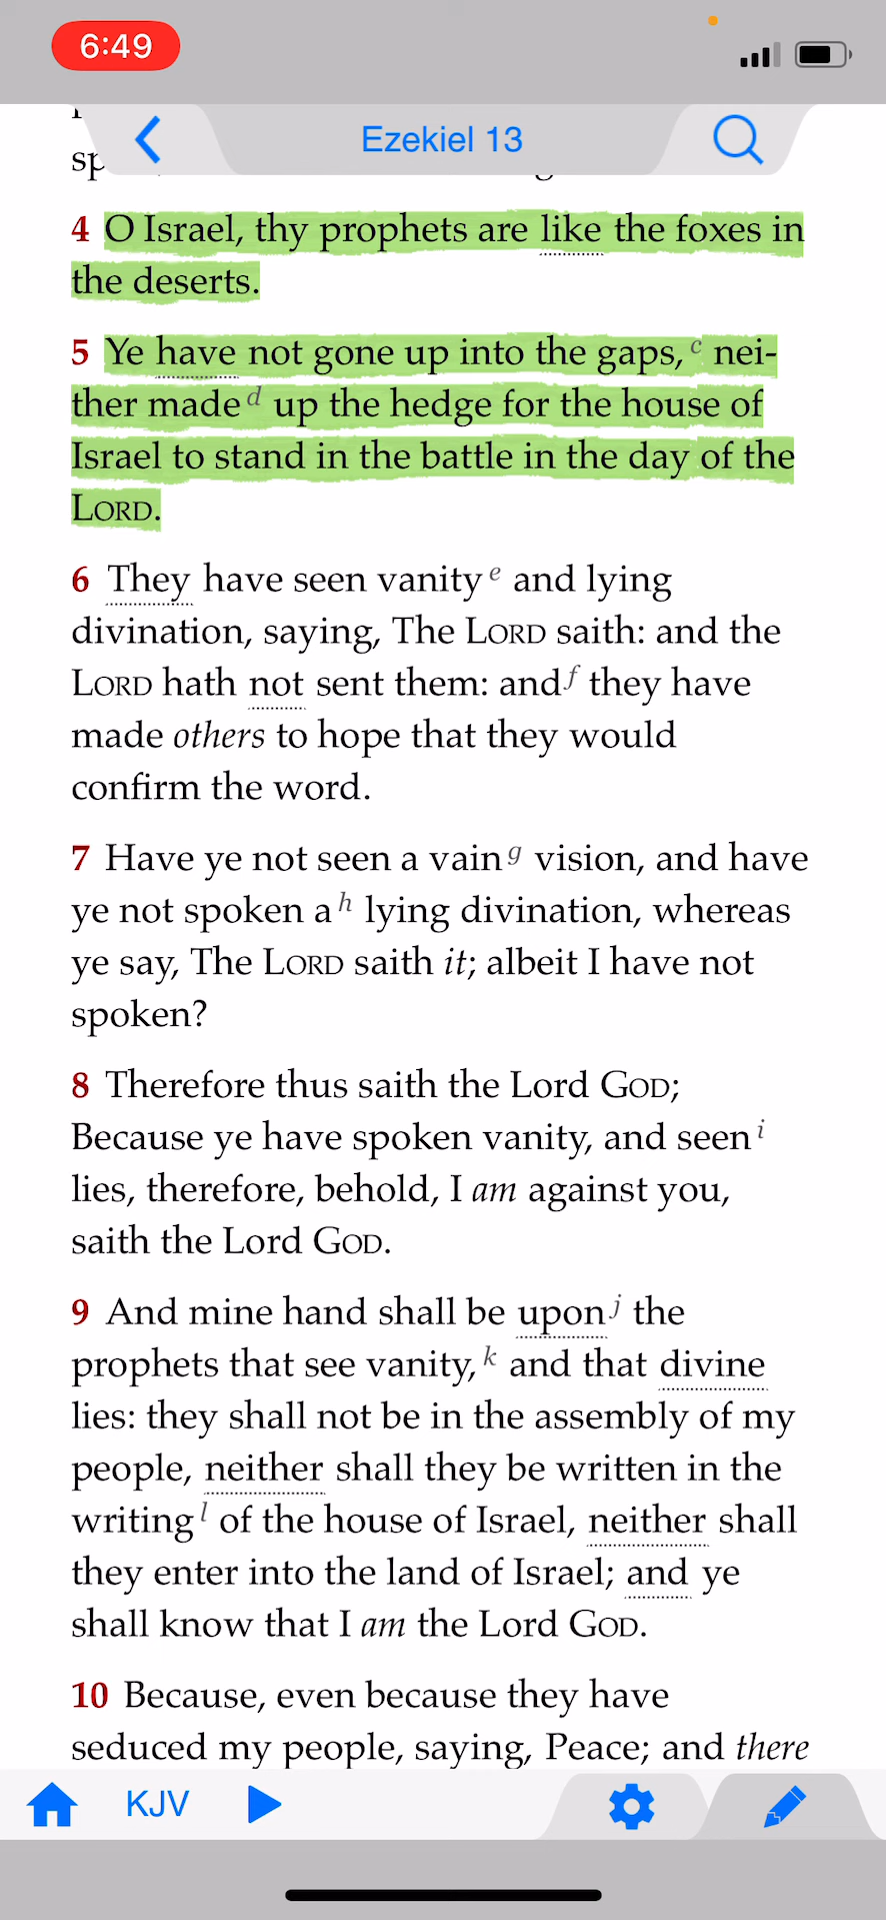 6:49
Ezekiel 13
sp
4 O Israel, thy prophets are like the foxes in
the deserts.
5 Ye have not gone up into the gaps, c nei-
ther made d up the hedge for the house of
Israel to stand in the battle in the day of the
LORD.
6 They have seen vanity e and lying
divination, saying, The LORD saith: and the
LORD hath not sent them: and f they have
made others to hope that they would
confirm the word.
7 Have ye not seen a vain g vision, and have
ye not spoken a h lying divination, whereas
ye say, The LORD saith it; albeit I have not
spoken?
8 Therefore thus saith the Lord GOD;
Because ye have spoken vanity, and seen i
lies, therefore, behold, I am against you,
saith the Lord GOD.
9 And mine hand shall be upon j the
prophets that see vanity, k and that divine
lies: they shall not be in the assembly of my
people, neither shall they be written in the
writing l of the house of Israel, neither shall
they enter into the land of Israel; and ye
shall know that I am the Lord GOD.
10 Because, even because they have
seduced my people, saying, Peace; and there
KJV